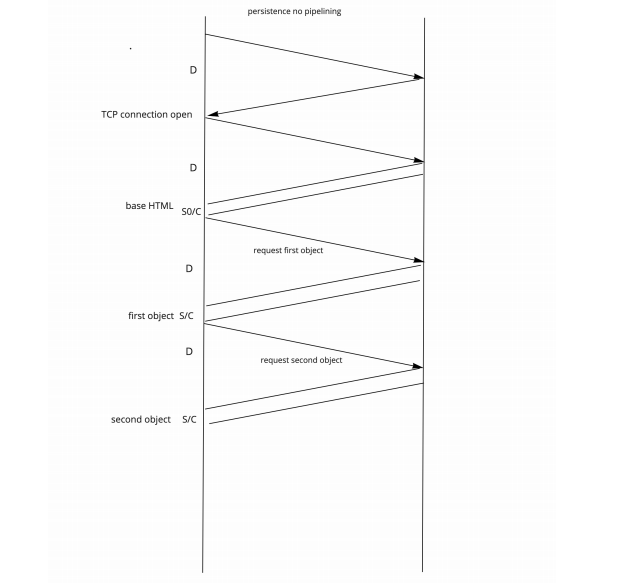 persistence no pipelining
D
TCP connection open
D
base HTML S0/C
request first object
D
first object S/C
D
request second object
second object S/C